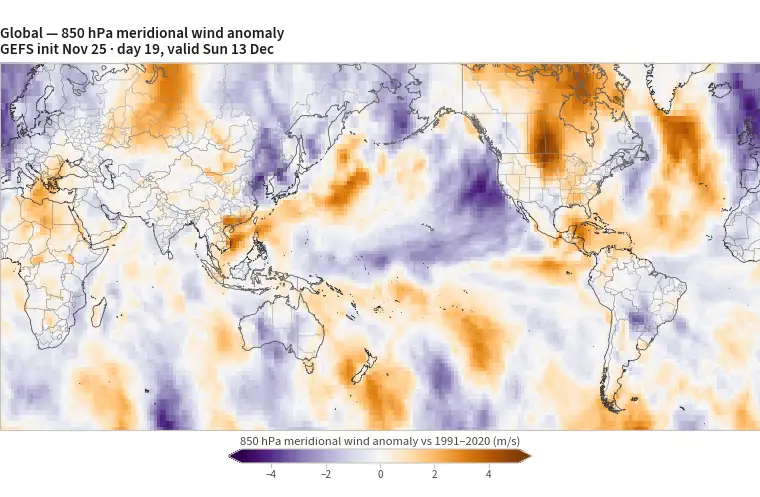 Global — 850 hPa meridional wind anomaly
GEFS init Nov 25 · day 19, valid Sun 13 Dec
850 hPa meridional wind anomaly vs 1991–2020 (m/s)
−4 −2 0 2 4